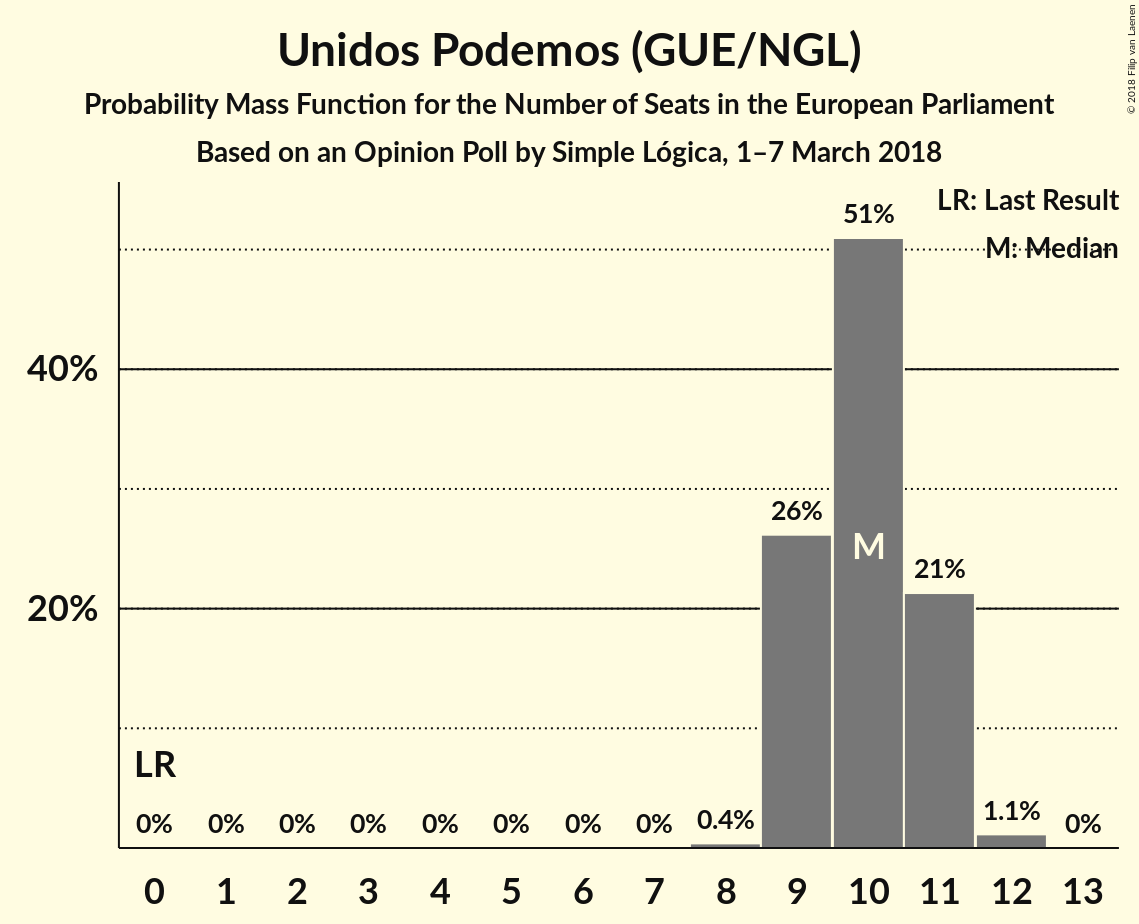 Unidos Podemos (GUE/NGL)
Probability Mass Function for the Number of Seats in the European Parliament
Based on an Opinion Poll by Simple Lógica, 1–7 March 2018
© 2018 Filip van Laenen
LR: Last Result
M: Median
51%
40%
26%
M
21%
20%
LR
0% 0% 0% 0% 0% 0% 0% 0% 0.4% 1.1% 0%
0 1 2 3 4 5 6 7 8 9 10 11 12 13